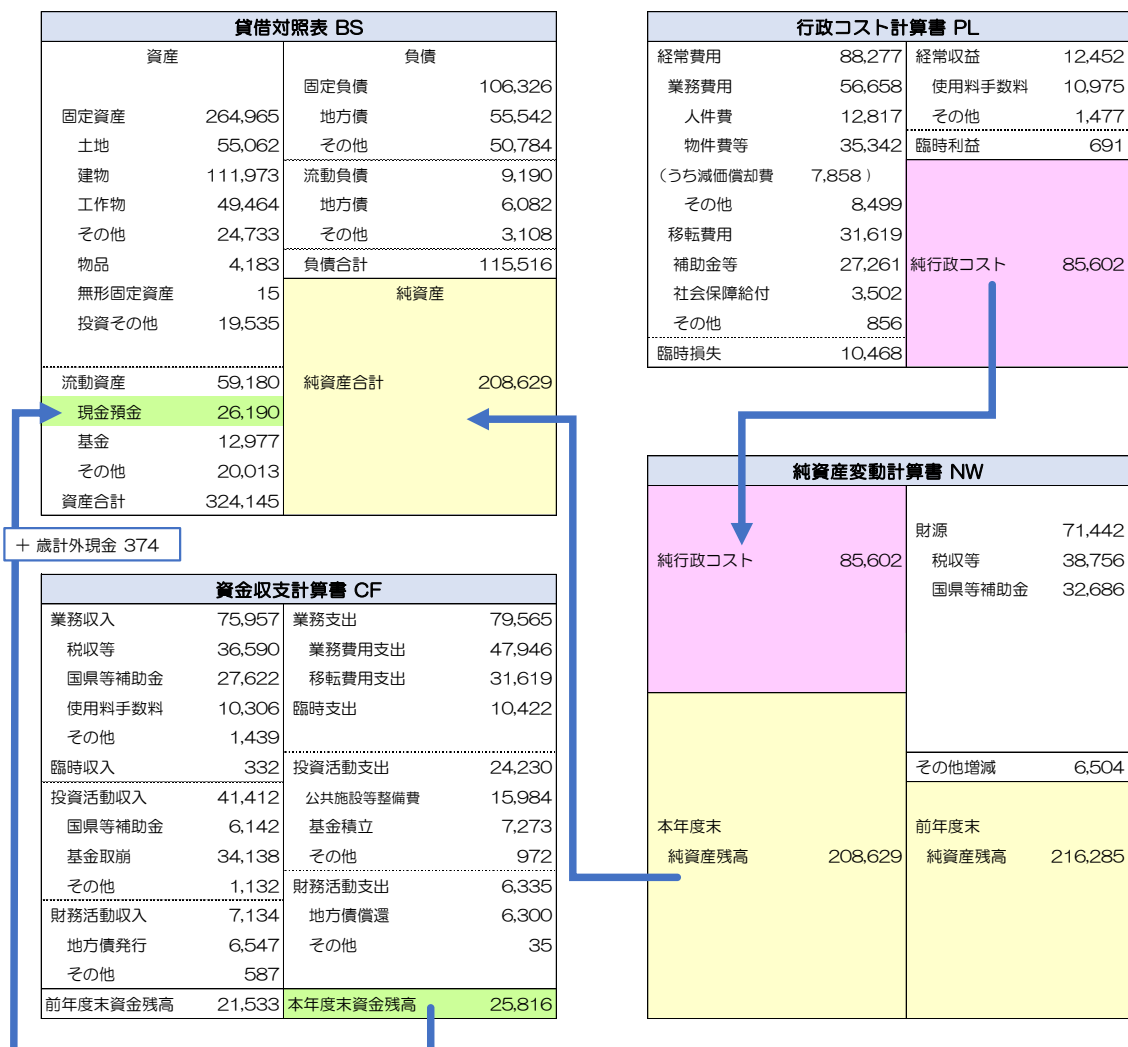 貸借対照表 BS
資産 負債
固定負債 106,326
固定資産 264,965 地方債 55,542
土地 55,062 その他 50,784
建物 111,973 流動負債 9,190
工作物 49,464 地方債 6,082
その他 24,733 その他 3,108
物品 4,183 負債合計 115,516
無形固定資産 15 純資産
投資その他 19,535
流動資産 59,180 純資産合計 208,629
現金預金 26,190
基金 12,977
その他 20,013
資産合計 324,145
＋ 歳計外現金 374
資金収支計算書 CF
業務収入 75,957 業務支出 79,565
税収等 36,590 業務費用支出 47,946
国県等補助金 27,622 移転費用支出 31,619
使用料手数料 10,306 臨時支出 10,422
その他 1,439
臨時収入 332 投資活動支出 24,230
投資活動収入 41,412 公共施設等整備費 15,984
国県等補助金 6,142 基金積立 7,273
基金取崩 34,138 その他 972
その他 1,132 財務活動支出 6,335
財務活動収入 7,134 地方債償還 6,300
地方債発行 6,547 その他 35
その他 587
前年度末資金残高 21,533 本年度末資金残高 25,816
行政コスト計算書 PL
経常費用 88,277 経常収益 12,452
業務費用 56,658 使用料手数料 10,975
人件費 12,817 その他 1,477
物件費等 35,342 臨時利益 691
（うち減価償却費 7,858 ）
その他 8,499
移転費用 31,619
補助金等 27,261 純行政コスト 85,602
社会保障給付 3,502
その他 856
臨時損失 10,468
純資産変動計算書 NW
財源 71,442
純行政コスト 85,602 税収等 38,756
国県等補助金 32,686
その他増減 6,504
本年度末 前年度末
純資産残高 208,629 純資産残高 216,285